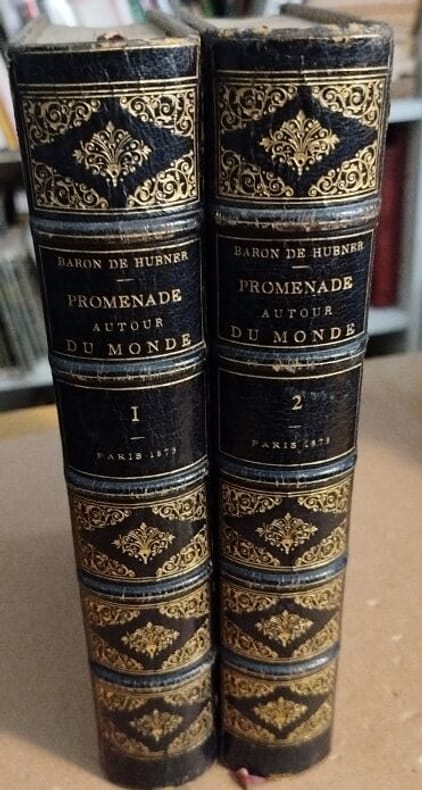 BARON DE HUBNER
PROMENADE
AUTOUR
DU MONDE
I
PARIS 1873
BARON DE HUBNER
PROMENADE
AUTOUR
DU MONDE
2
PARIS 1873